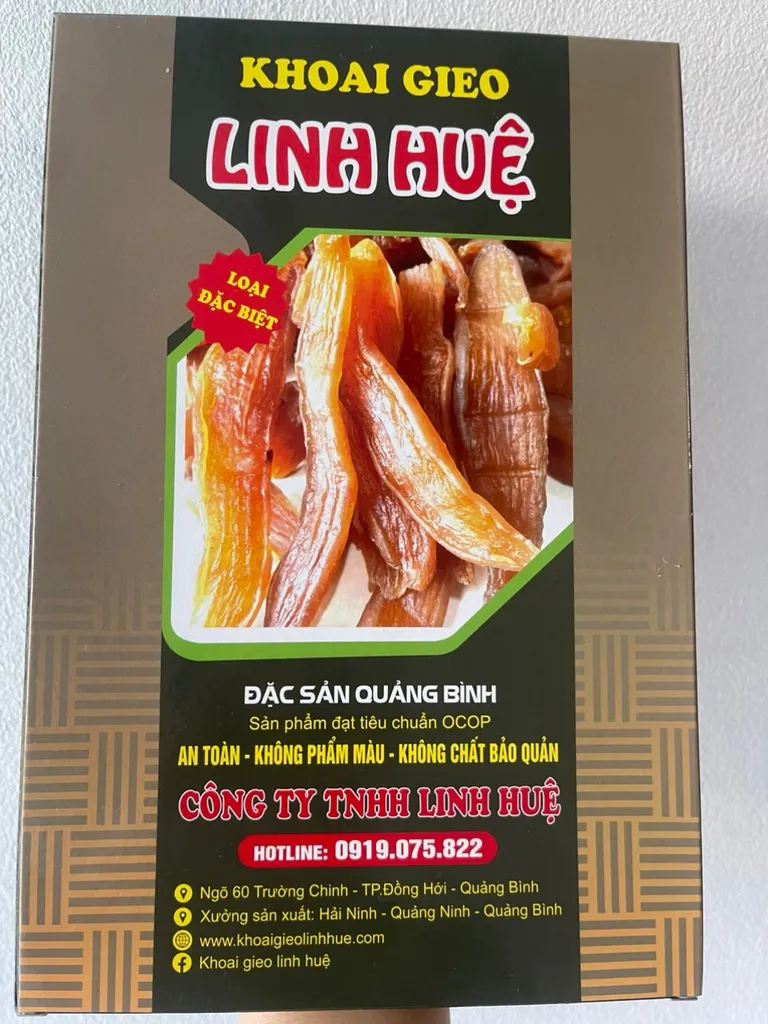 KHOAI GIEO
LINH HUỆ
LOẠI
ĐẶC BIỆT
ĐẶC SẢN QUẢNG BÌNH
Sản phẩm đạt tiêu chuẩn OCOP
AN TOÀN - KHÔNG PHẨM MÀU - KHÔNG CHẤT BẢO QUẢN
CÔNG TY TNHH LINH HUỆ
HOTLINE: 0919.075.822
Ngõ 60 Trường Chinh - TP.Đồng Hới - Quảng Bình
Xưởng sản xuất: Hải Ninh - Quảng Ninh - Quảng Bình
www.khoaigieolinhhue.com
Khoai gieo linh huệ